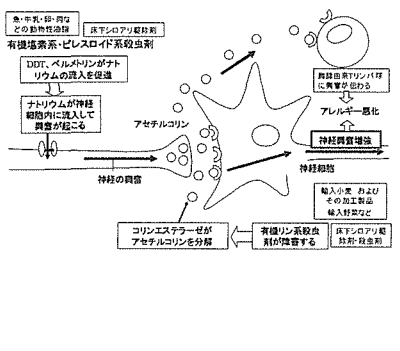 魚・牛乳・卵・肉な
どの動物性油脂
床下シロアリ駆除剤
有機塩素系・ピレスロイド系殺虫剤
DDT、ペルメトリンがナ
トリウムの流入を促進
ナトリウムが神経
細胞内に流入して
興奮が起こる
アセチルコリン
神経の興奮
コリンエステラーゼが
アセチルコリンを分解
有機リン系殺虫
剤が障害する
床下シロアリ駆
除剤・殺虫剤
輸入小麦 および
その加工製品
輸入野菜など
神経細胞
神経興奮増強
アレルギー悪化
胸腺由来Tリンパ球
に興奮が伝わる